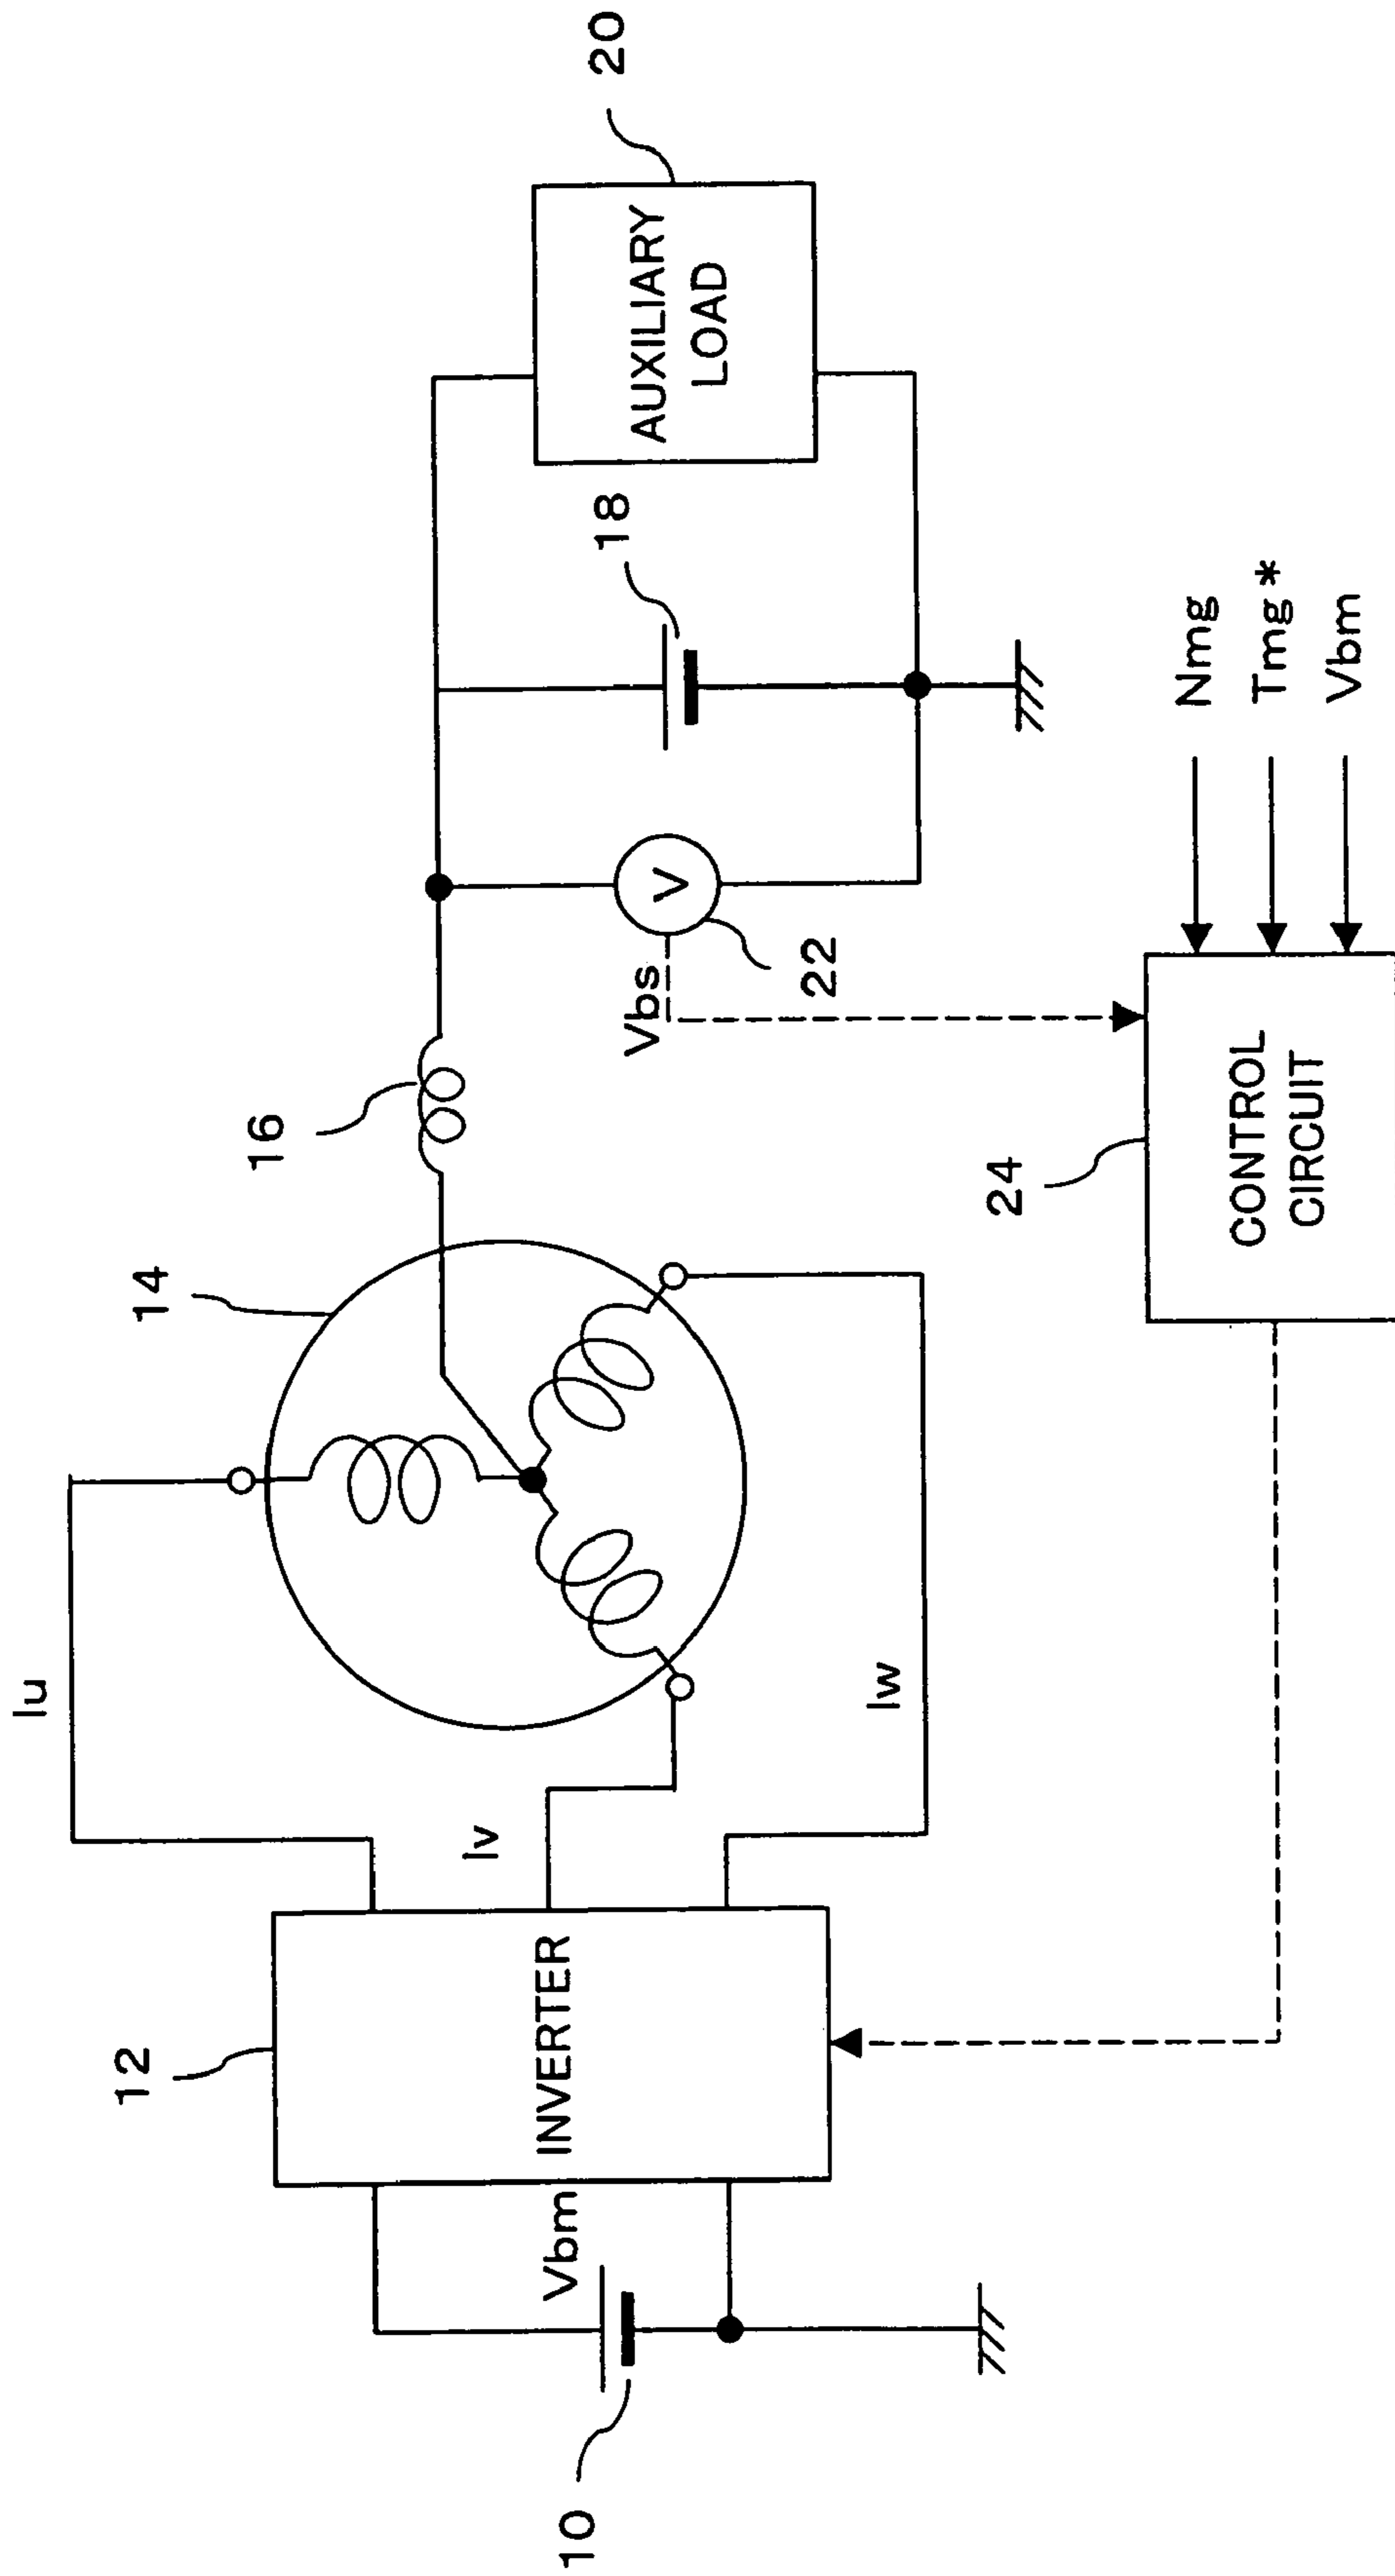 Iu
12
14
16
20
INVERTER
Iv
Iw
Vbm
10
Vbs
V
22
18
AUXILIARY
LOAD
24
CONTROL
CIRCUIT
Nmg
Tmg*
Vbm